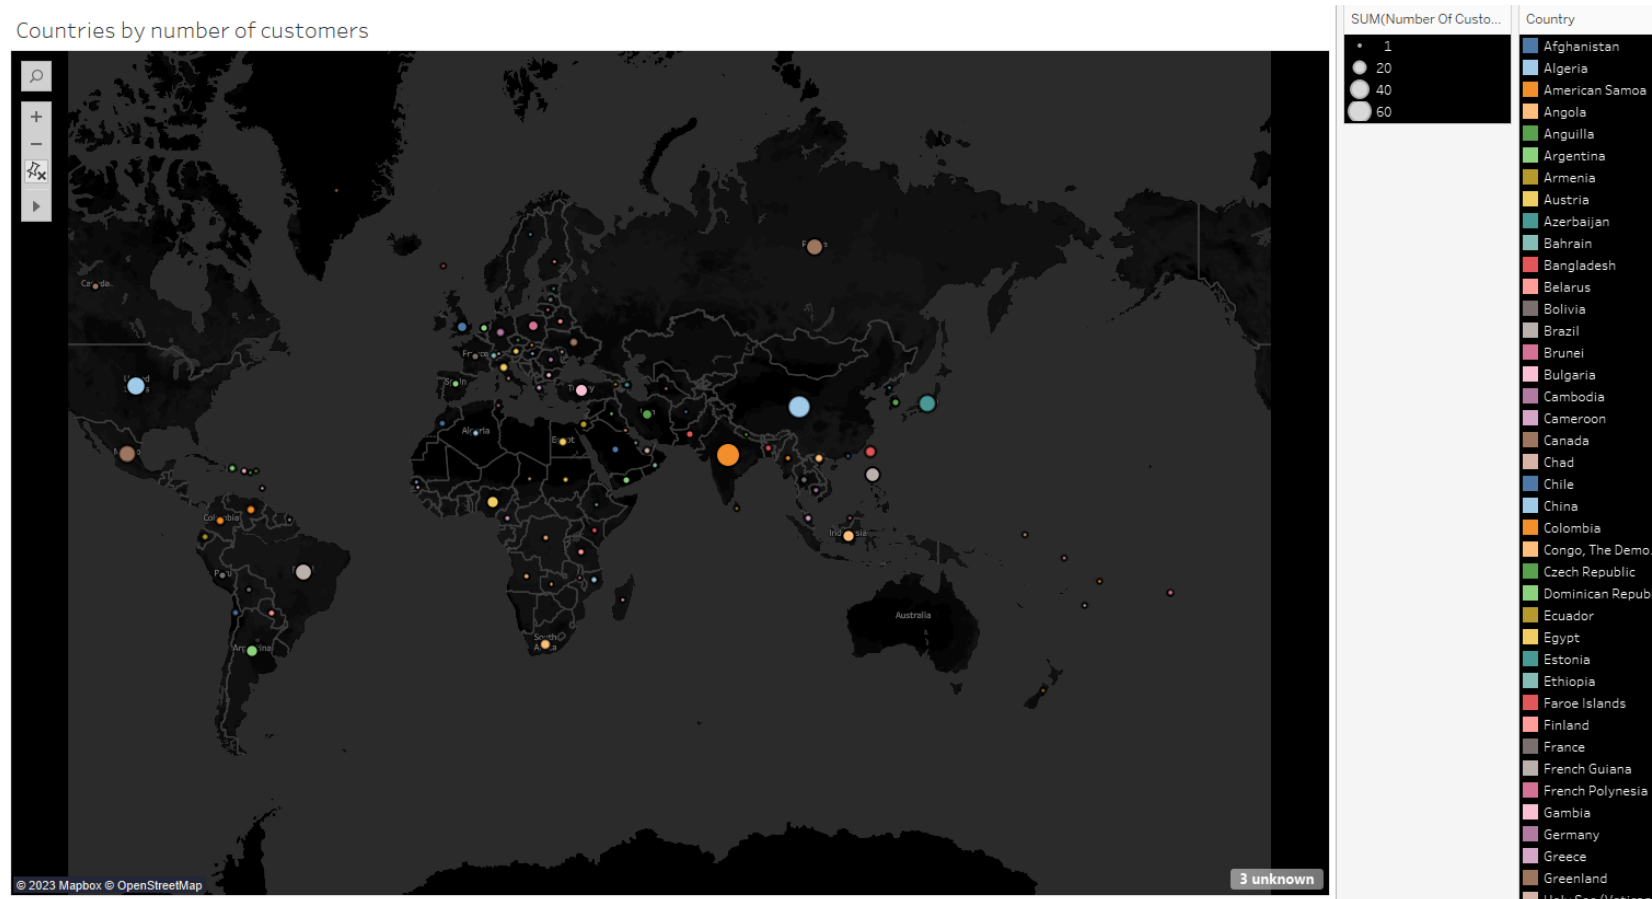 Countries by number of customers
SUM(Number Of Custo...
1
20
40
60
Country
Afghanistan
Algeria
American Samoa
Angola
Anguilla
Argentina
Armenia
Austria
Azerbaijan
Bahrain
Bangladesh
Belarus
Bolivia
Brazil
Brunei
Bulgaria
Cambodia
Cameroon
Canada
Chad
Chile
China
Colombia
Congo, The Demo.
Czech Republic
Dominican Repub
Ecuador
Egypt
Estonia
Ethiopia
Faroe Islands
Finland
France
French Guiana
French Polynesia
Gambia
Germany
Greece
Greenland
Algeria
Australia
© 2023 Mapbox © OpenStreetMap
3 unknown